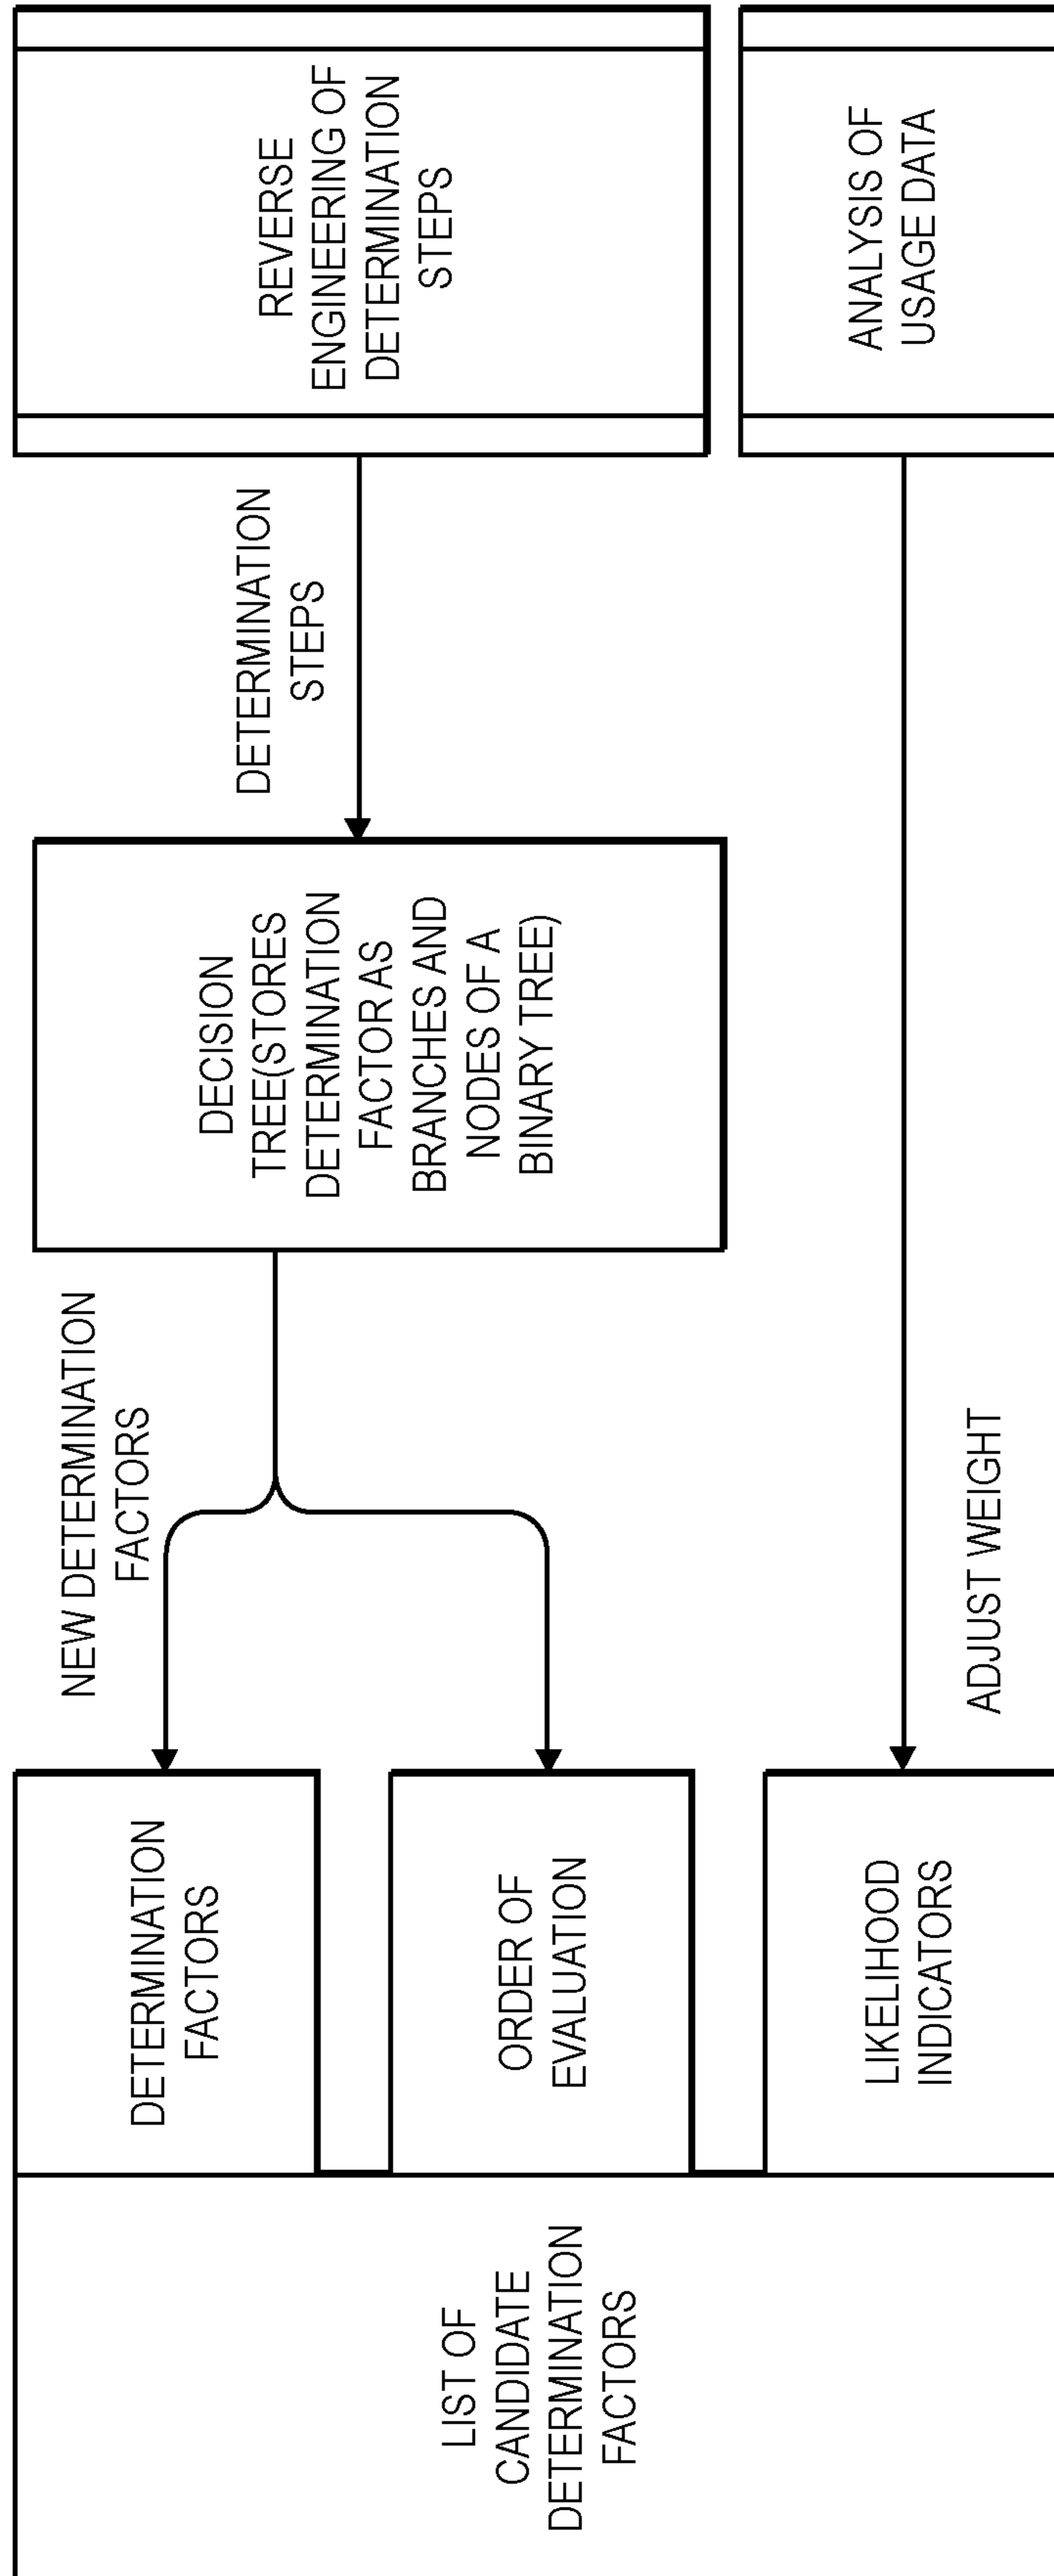 LIST OF
CANDIDATE
DETERMINATION
FACTORS
DETERMINATION
FACTORS
ORDER OF
EVALUATION
LIKELIHOOD
INDICATORS
NEW DETERMINATION
FACTORS
ADJUST WEIGHT
DECISION
TREE(STORES
DETERMINATION
FACTOR AS
BRANCHES AND
NODES OF A
BINARY TREE)
DETERMINATION
STEPS
REVERSE
ENGINEERING OF
DETERMINATION
STEPS
ANALYSIS OF
USAGE DATA